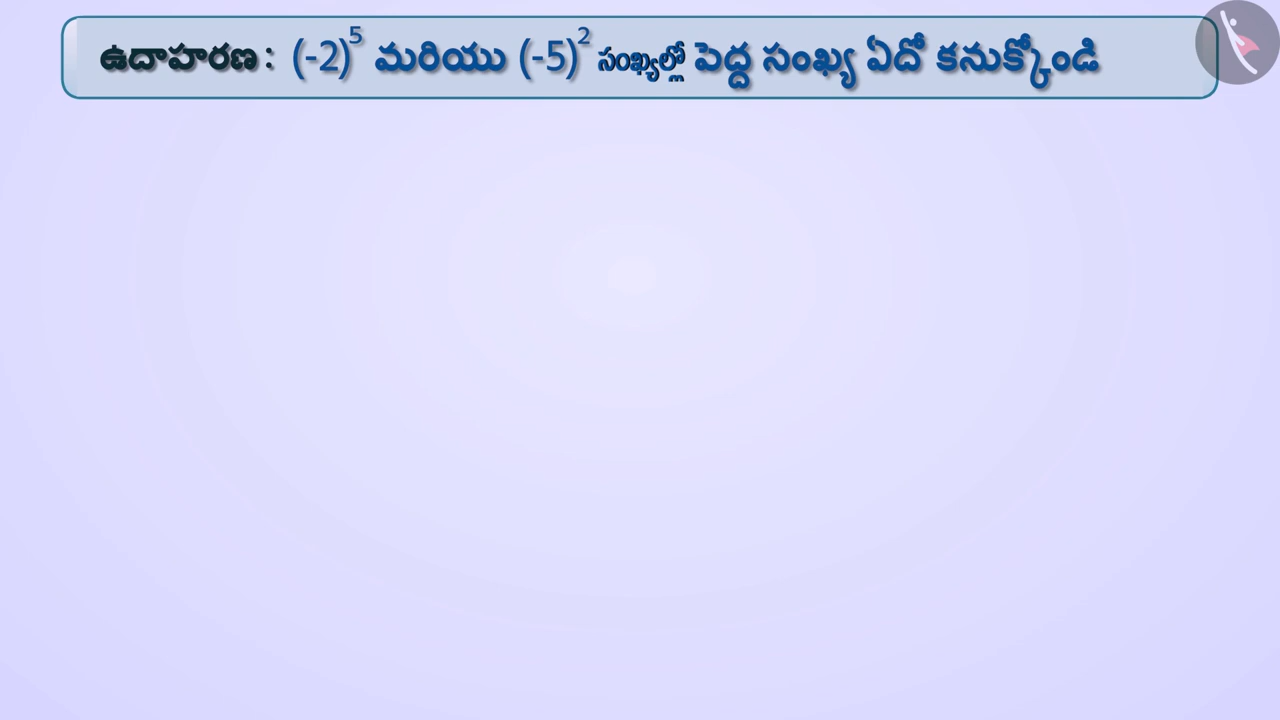 ఉదాహరణ: (-2)⁵ మరియు (-5)² సంఖ్యల్లో పెద్ద సంఖ్య ఏదో కనుక్కోండి